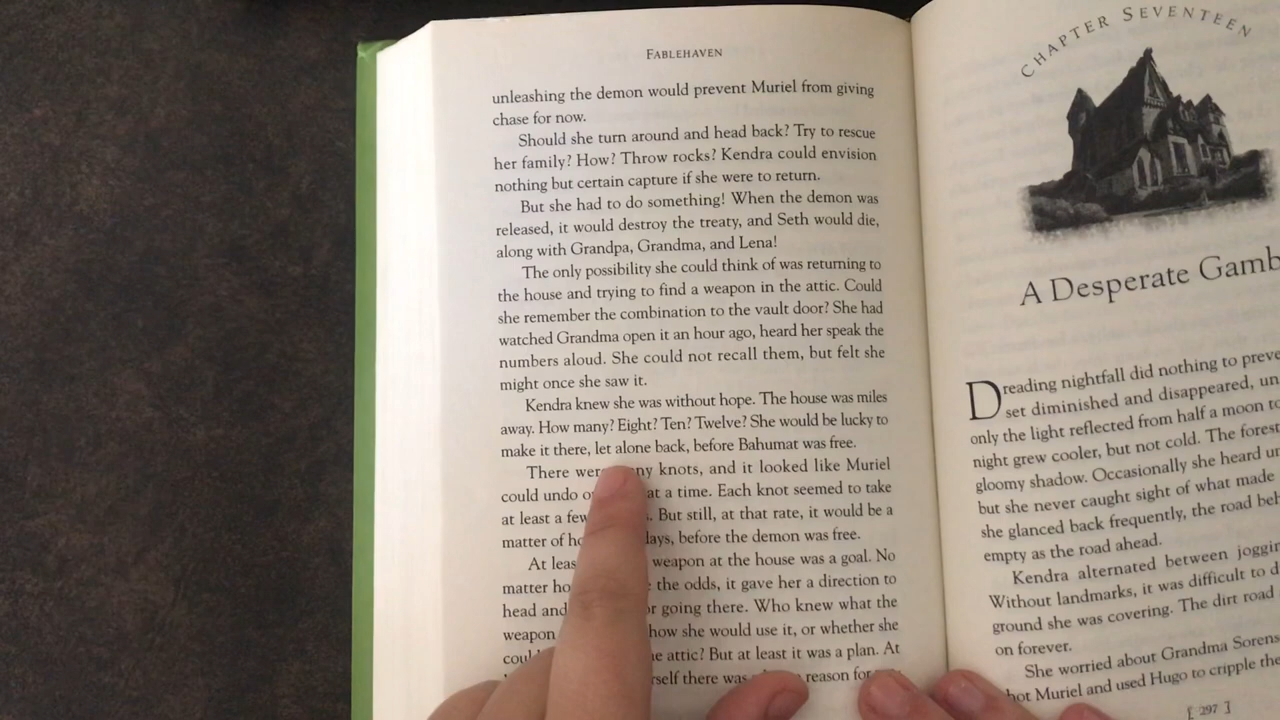 FABLEHAVEN
unleashing the demon would prevent Muriel from giving
chase for now.
Should she turn around and head back? Try to rescue
her family? How? Throw rocks? Kendra could envision
nothing but certain capture if she were to return.
But she had to do something! When the demon was
released, it would destroy the treaty, and Seth would die,
along with Grandpa, Grandma, and Lena!
The only possibility she could think of was returning to
the house and trying to find a weapon in the attic. Could
she remember the combination to the vault door? She had
watched Grandma open it an hour ago, heard her speak the
numbers aloud. She could not recall them, but felt she
might once she saw it.
Kendra knew she was without hope. The house was miles
away. How many? Eight? Ten? Twelve? She would be lucky to
make it there, let alone back, before Bahumat was free.
There were knots, and it looked like Muriel
could undo at a time. Each knot seemed to take
at least a few But still, at that rate, it would be a
matter of before the demon was free.
weapon at the house was a goal. No
matter the odds, it gave her a direction to
head and going there. Who knew what the
weapon how she would use it, or whether she
attic? But at least it was a plan. At
there was reason for
CHAPTER SEVENTEEN
A Desperate
Dreading nightfall did nothing to
set diminished and disappeared,
only the light reflected from half a moon
night grew cooler, but not cold. The forest
gloomy shadow. Occasionally she heard
but she never caught sight of what made
she glanced back frequently, the road
empty as the road ahead.
Kendra alternated between
Without landmarks, it was difficult to
ground she was covering. The dirt road
on forever.
She worried about Grandma
Muriel and used Hugo to cripple the
[ 297 ]